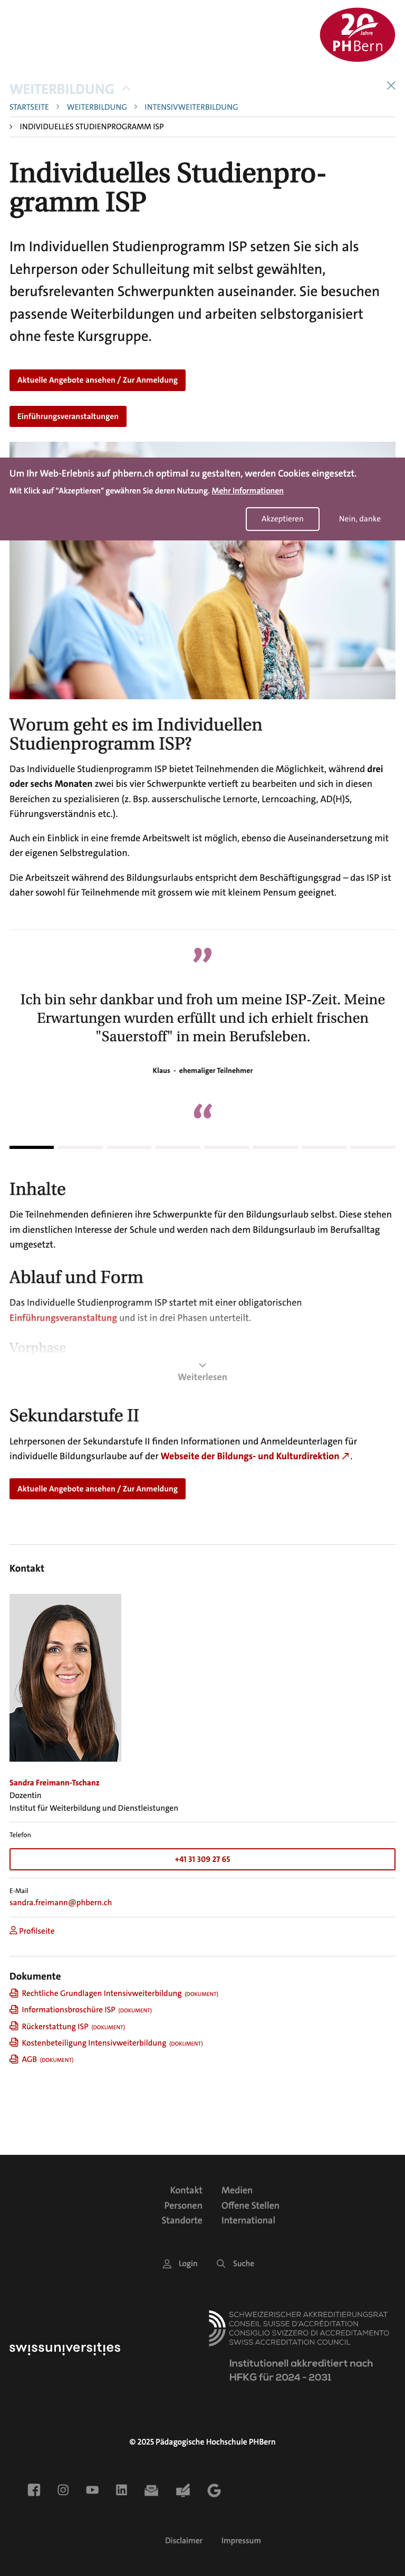 20 Jahre
PHBern
WEITERBILDUNG
STARTSEITE > WEITERBILDUNG > INTENSIVWEITERBILDUNG
> INDIVIDUELLES STUDIENPROGRAMM ISP
Individuelles Studienpro-
gramm ISP
Im Individuellen Studienprogramm ISP setzen Sie sich als
Lehrperson oder Schulleitung mit selbst gewählten,
berufsrelevanten Schwerpunkten auseinander. Sie besuchen
passende Weiterbildungen und arbeiten selbstorganisiert
ohne feste Kursgruppe.
Aktuelle Angebote ansehen / Zur Anmeldung
Einführungsveranstaltungen
Um Ihr Web-Erlebnis auf phbern.ch optimal zu gestalten, werden Cookies eingesetzt.
Mit Klick auf "Akzeptieren" gewähren Sie deren Nutzung. Mehr Informationen
Akzeptieren
Nein, danke
Worum geht es im Individuellen
Studienprogramm ISP?
Das Individuelle Studienprogramm ISP bietet Teilnehmenden die Möglichkeit, während drei
oder sechs Monaten zwei bis vier Schwerpunkte vertieft zu bearbeiten und sich in diesen
Bereichen zu spezialisieren (z. Bsp. ausserschulische Lernorte, Lerncoaching, AD(H)S,
Führungsverständnis etc.).
Auch ein Einblick in eine fremde Arbeitswelt ist möglich, ebenso die Auseinandersetzung mit
der eigenen Selbstregulation.
Die Arbeitszeit während des Bildungsurlaubs entspricht dem Beschäftigungsgrad – das ISP ist
daher sowohl für Teilnehmende mit grossem wie mit kleinem Pensum geeignet.
”
Ich bin sehr dankbar und froh um meine ISP-Zeit. Meine
Erwartungen wurden erfüllt und ich erhielt frischen
"Sauerstoff" in mein Berufsleben.
Klaus - ehemaliger Teilnehmer
“
Inhalte
Die Teilnehmenden definieren ihre Schwerpunkte für den Bildungsurlaub selbst. Diese stehen
im dienstlichen Interesse der Schule und werden nach dem Bildungsurlaub im Berufsalltag
umgesetzt.
Ablauf und Form
Das Individuelle Studienprogramm ISP startet mit einer obligatorischen
Einführungsveranstaltung und ist in drei Phasen unterteilt.
Vorphase
Weiterlesen
Sekundarstufe II
Lehrpersonen der Sekundarstufe II finden Informationen und Anmeldeunterlagen für
individuelle Bildungsurlaube auf der Webseite der Bildungs- und Kulturdirektion ↗.
Aktuelle Angebote ansehen / Zur Anmeldung
Kontakt
Sandra Freimann-Tschanz
Dozentin
Institut für Weiterbildung und Dienstleistungen
Telefon
+41 31 309 27 65
E-Mail
sandra.freimann@phbern.ch
Profilseite
Dokumente
Rechtliche Grundlagen Intensivweiterbildung (DOKUMENT)
Informationsbroschüre ISP (DOKUMENT)
Rückerstattung ISP (DOKUMENT)
Kostenbeteiligung Intensivweiterbildung (DOKUMENT)
AGB (DOKUMENT)
Kontakt
Personen
Standorte
Medien
Offene Stellen
International
Login
Suche
swissuniversities
SCHWEIZERISCHER AKKREDITIERUNGSRAT
CONSEIL SUISSE D'ACCRÉDITATION
CONSIGLIO SVIZZERO DI ACCREDITAMENTO
SWISS ACCREDITATION COUNCIL
Institutionell akkreditiert nach
HFKG für 2024 - 2031
© 2025 Pädagogische Hochschule PHBern
Disclaimer
Impressum